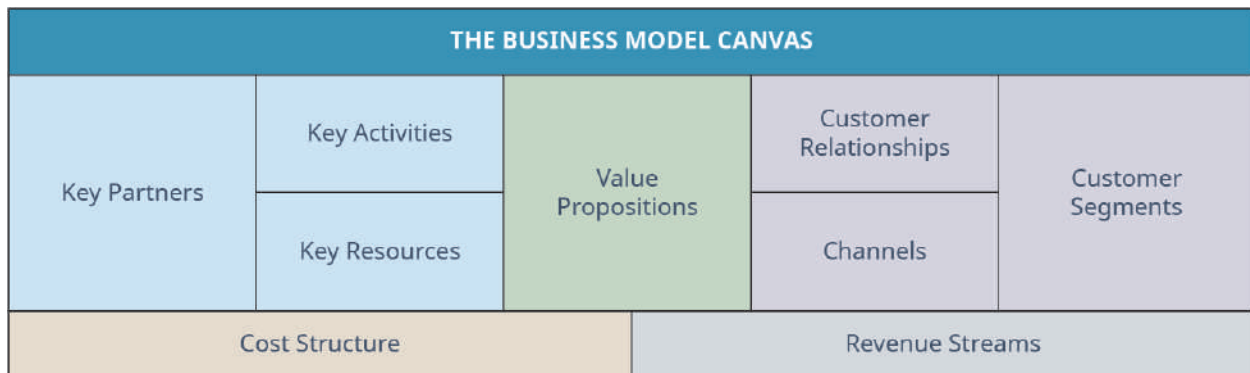 THE BUSINESS MODEL CANVAS
Key Partners
Key Activities
Key Resources
Value
Propositions
Customer
Relationships
Channels
Customer
Segments
Cost Structure
Revenue Streams